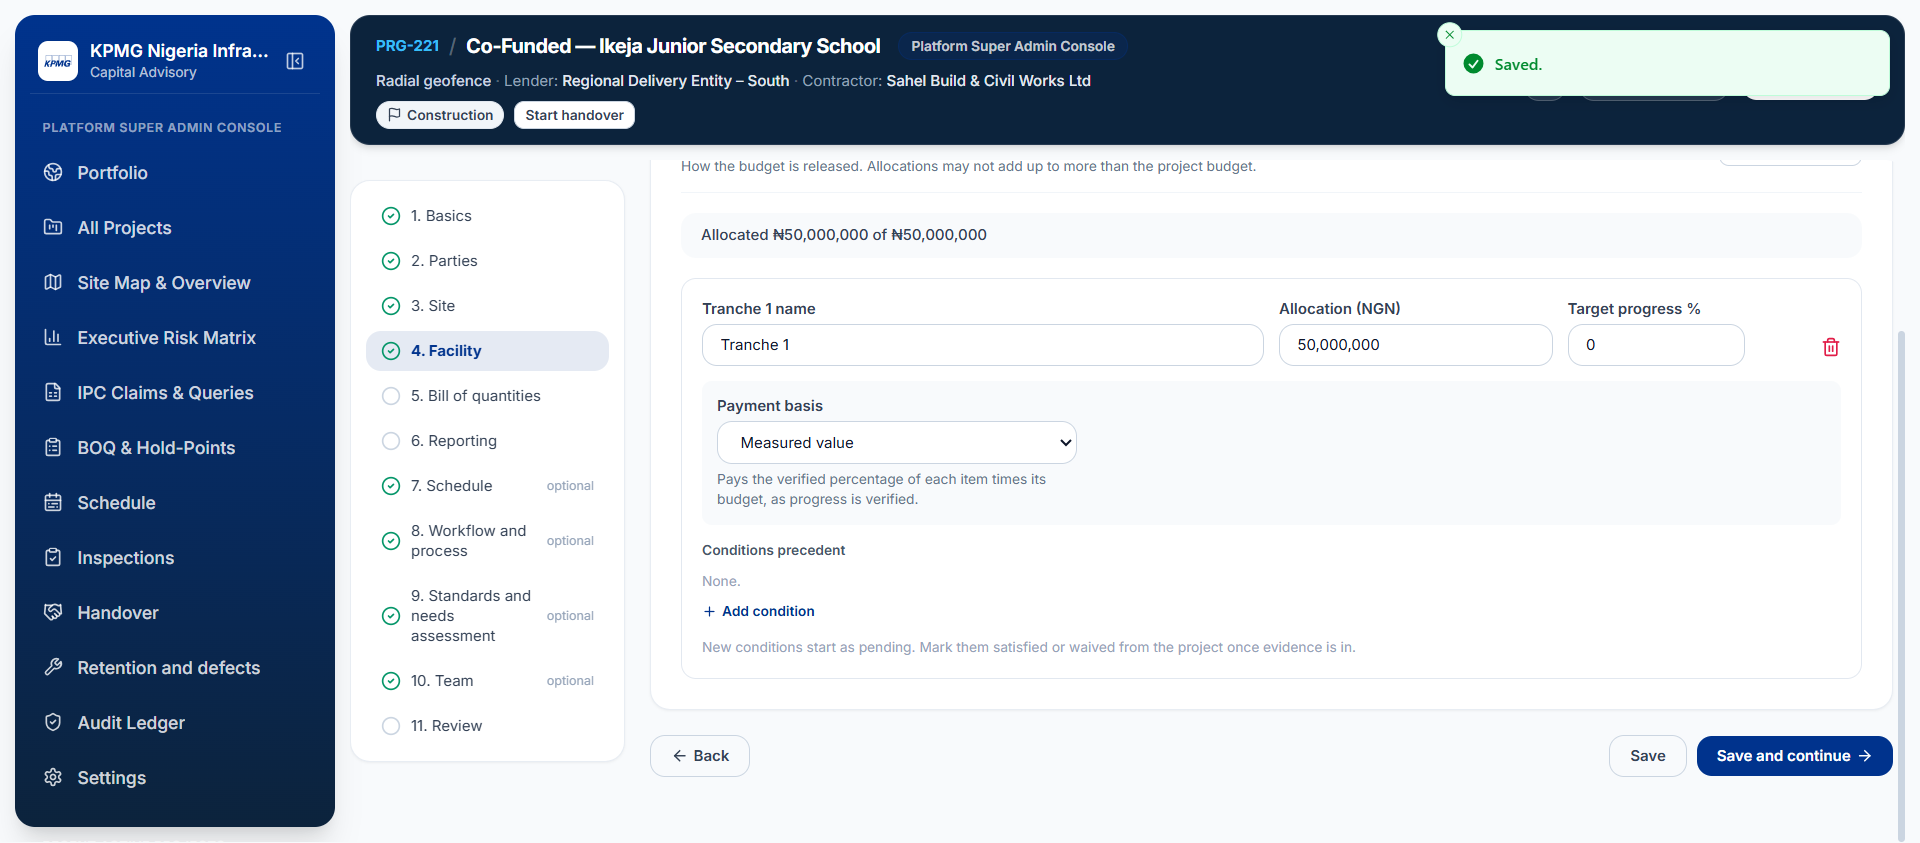 KPMG
KPMG Nigeria Infra...
Capital Advisory
PLATFORM SUPER ADMIN CONSOLE
Portfolio
All Projects
Site Map & Overview
Executive Risk Matrix
IPC Claims & Queries
BOQ & Hold-Points
Schedule
Inspections
Handover
Retention and defects
Audit Ledger
Settings
PRG-221 / Co-Funded — Ikeja Junior Secondary School Platform Super Admin Console
Radial geofence · Lender: Regional Delivery Entity – South · Contractor: Sahel Build & Civil Works Ltd
Construction Start handover
Saved.
1. Basics
2. Parties
3. Site
4. Facility
5. Bill of quantities
6. Reporting
7. Schedule optional
8. Workflow and
process optional
9. Standards and
needs optional
assessment
10. Team optional
11. Review
How the budget is released. Allocations may not add up to more than the project budget.
Allocated ₦50,000,000 of ₦50,000,000
Tranche 1 name Allocation (NGN) Target progress %
Tranche 1 50,000,000 0
Payment basis
Measured value
Pays the verified percentage of each item times its
budget, as progress is verified.
Conditions precedent
None.
+ Add condition
New conditions start as pending. Mark them satisfied or waived from the project once evidence is in.
← Back Save Save and continue →